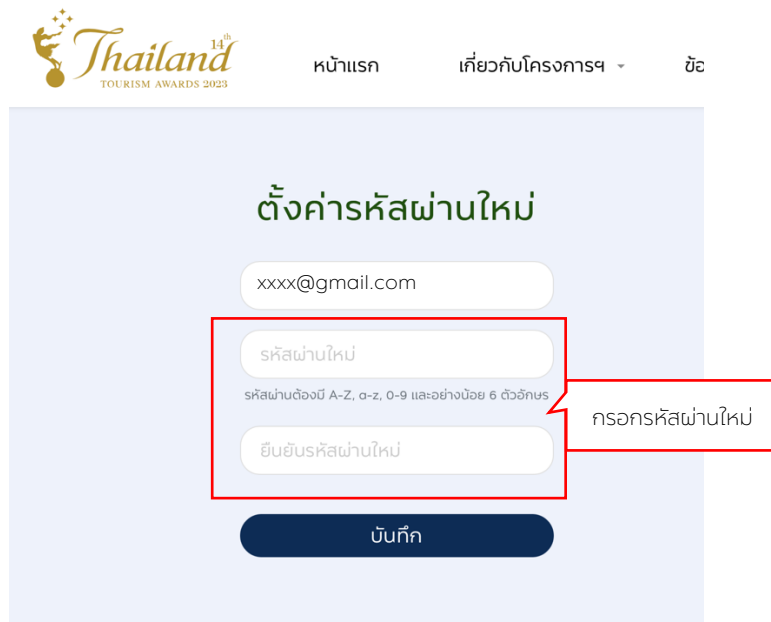 14th
Thailand
TOURISM AWARDS 2023
หน้าแรก เกี่ยวกับโครงการฯ ข้อ
ตั้งค่ารหัสผ่านใหม่
xxxx@gmail.com
รหัสผ่านใหม่
รหัสผ่านต้องมี A-Z, a-z, 0-9 และอย่างน้อย 6 ตัวอักษร
กรอกรหัสผ่านใหม่
ยืนยันรหัสผ่านใหม่
บันทึก